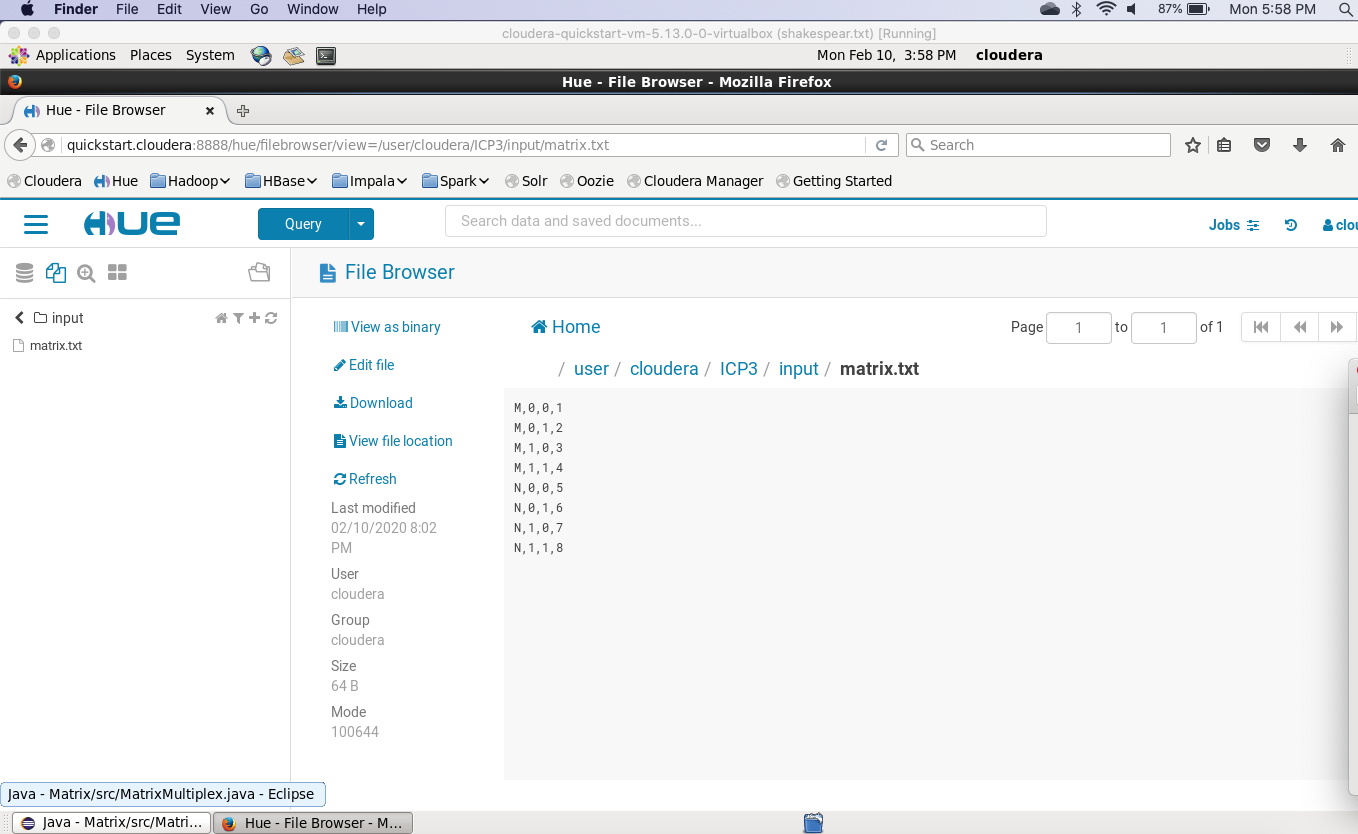 Finder File Edit View Go Window Help 87% Mon 5:58 PM
cloudera-quickstart-vm-5.13.0-0-virtualbox (shakespear.txt) [Running]
Applications Places System Mon Feb 10, 3:58 PM cloudera
Hue - File Browser - Mozilla Firefox
Hue - File Browser
quickstart.cloudera:8888/hue/filebrowser/view=/user/cloudera/ICP3/input/matrix.txt Search
Cloudera Hue Hadoop HBase Impala Spark Solr Oozie Cloudera Manager Getting Started
HUE Query Search data and saved documents... Jobs clou
File Browser
input
matrix.txt
View as binary
Edit file
Download
View file location
Refresh
Last modified
02/10/2020 8:02
PM
User
cloudera
Group
cloudera
Size
64 B
Mode
100644
Home Page 1 to 1 of 1
/ user / cloudera / ICP3 / input / matrix.txt
M,0,0,1
M,0,1,2
M,1,0,3
M,1,1,4
N,0,0,5
N,0,1,6
N,1,0,7
N,1,1,8
Java - Matrix/src/MatrixMultiplex.java - Eclipse
Java - Matrix/src/Matri... Hue - File Browser - M...